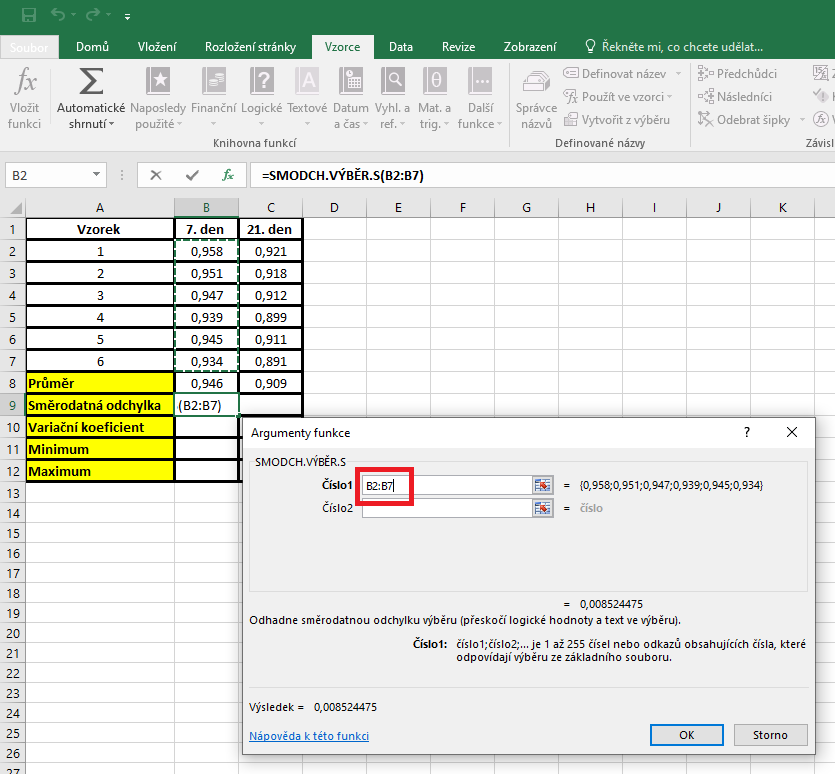 Soubor Domů Vložení Rozložení stránky Vzorce Data Revize Zobrazení Řekněte mi, co chcete udělat...
Vložit funkci
Automatické shrnutí
Naposledy použité
Finanční
Logické
Textové
Datum a čas
Vyhl. a ref.
Mat. a trig.
Další funkce
Knihovna funkcí
Správce názvů
Definovat název
Použít ve vzorci
Vytvořit z výběru
Definované názvy
Předchůdci
Následníci
Odebrat šipky
Závisl
B2 fx =SMODCH.VÝBĚR.S(B2:B7)
A B C D E F G H I J K
1 Vzorek 7. den 21. den
2 1 0,958 0,921
3 2 0,951 0,918
4 3 0,947 0,912
5 4 0,939 0,899
6 5 0,945 0,911
7 6 0,934 0,891
8 Průměr 0,946 0,909
9 Směrodatná odchylka (B2:B7)
10 Variační koeficient
11 Minimum
12 Maximum
13
14
15
16
17
18
19
20
21
22
23
24
25
26
27
Argumenty funkce ?
SMODCH.VÝBĚR.S
Číslo1 B2:B7 = {0,958;0,951;0,947;0,939;0,945;0,934}
Číslo2 = číslo
= 0,008524475
Odhadne směrodatnou odchylku výběru (přeskočí logické hodnoty a text ve výběru).
Číslo1: číslo1;číslo2;... je 1 až 255 čísel nebo odkazů obsahujících čísla, které
odpovídají výběru ze základního souboru.
Výsledek = 0,008524475
Nápověda k této funkci OK Storno